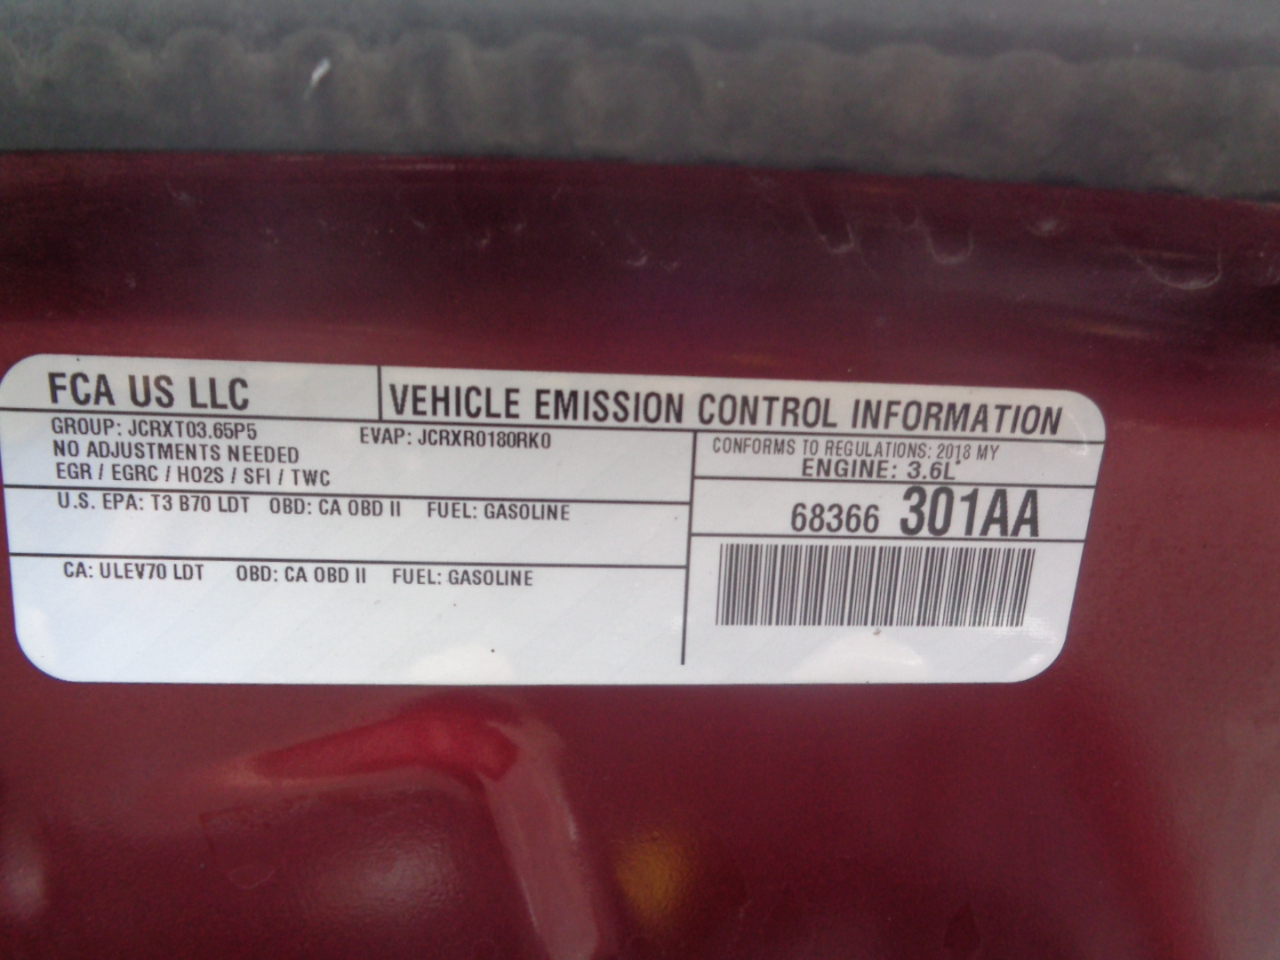 FCA US LLC
VEHICLE EMISSION CONTROL INFORMATION
GROUP: JCRXT03.65P5 EVAP: JCRXR0180RK0
NO ADJUSTMENTS NEEDED
EGR / EGRC / HO2S / SFI / TWC
U.S. EPA: T3 B70 LDT OBD: CA OBD II FUEL: GASOLINE
CA: ULEV70 LDT OBD: CA OBD II FUEL: GASOLINE
CONFORMS TO REGULATIONS: 2018 MY
ENGINE: 3.6L
68366 301AA